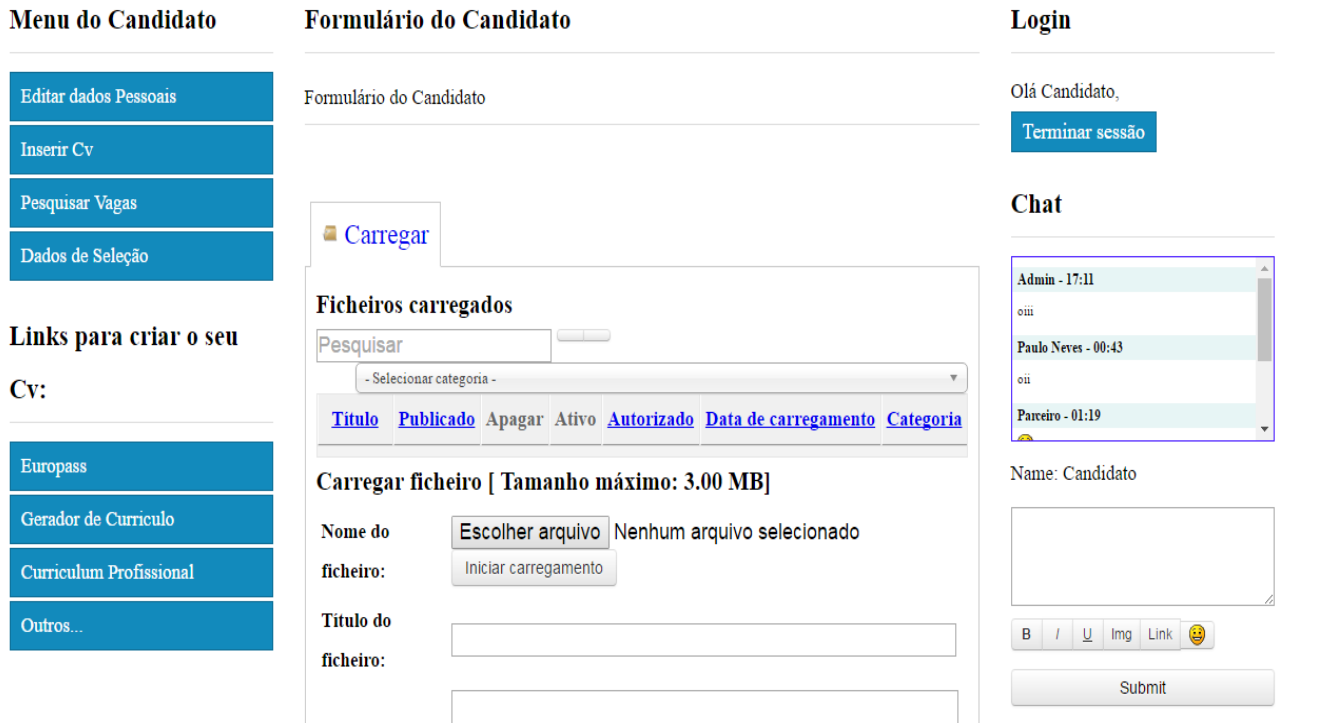 Menu do Candidato
Editar dados Pessoais
Inserir Cv
Pesquisar Vagas
Dados de Seleção
Links para criar o seu
Cv:
Europass
Gerador de Curriculo
Curriculum Profissional
Outros...
Formulário do Candidato
Formulário do Candidato
Carregar
Ficheiros carregados
Pesquisar
- Selecionar categoria -
Título Publicado Apagar Ativo Autorizado Data de carregamento Categoria
Carregar ficheiro [ Tamanho máximo: 3.00 MB]
Nome do
ficheiro:
Escolher arquivo Nenhum arquivo selecionado
Iniciar carregamento
Título do
ficheiro:
Login
Olá Candidato,
Terminar sessão
Chat
Admin - 17:11
oiii
Paulo Neves - 00:43
oii
Parceiro - 01:19
Name: Candidato
B I U Img Link
Submit